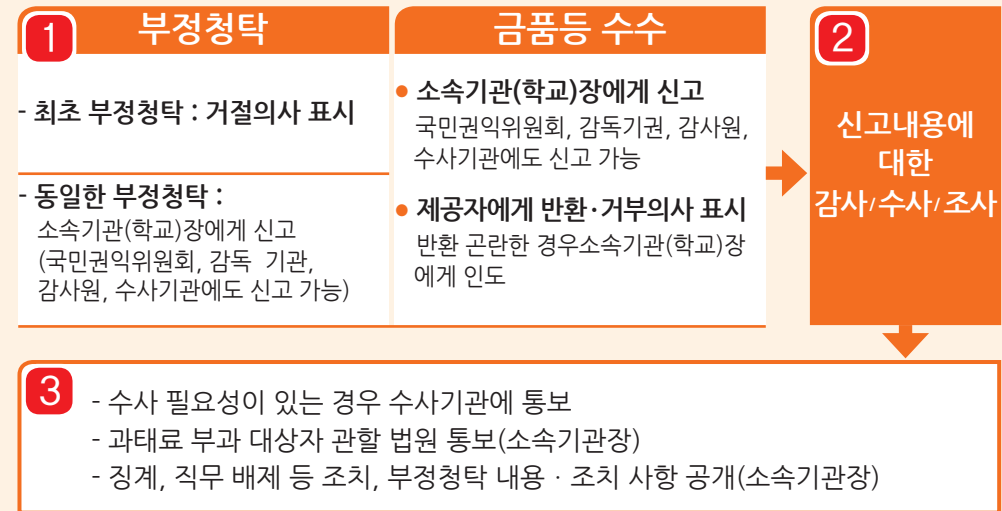 1
부정청탁
- 최초 부정청탁 : 거절의사 표시
- 동일한 부정청탁 :
소속기관(학교)장에게 신고
(국민권익위원회, 감독 기관,
감사원, 수사기관에도 신고 가능)
금품등 수수
● 소속기관(학교)장에게 신고
국민권익위원회, 감독기권, 감사원,
수사기관에도 신고 가능
● 제공자에게 반환·거부의사 표시
반환 곤란한 경우소속기관(학교)장
에게 인도
2
신고내용에
대한
감사/수사/조사
3
- 수사 필요성이 있는 경우 수사기관에 통보
- 과태료 부과 대상자 관할 법원 통보(소속기관장)
- 징계, 직무 배제 등 조치, 부정청탁 내용 · 조치 사항 공개(소속기관장)